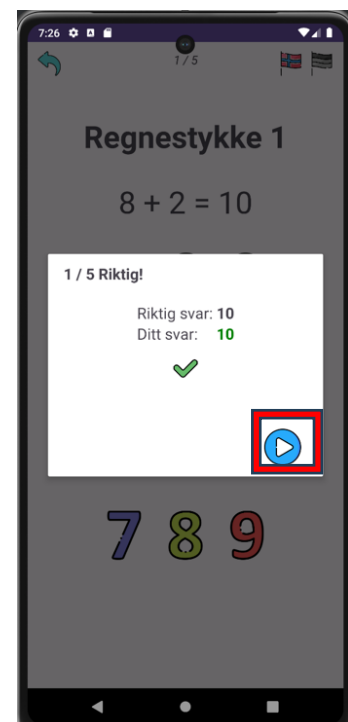 7:26
1 / 5
Regnestykke 1
8 + 2 = 10
1 / 5 Riktig!
Riktig svar: 10
Ditt svar: 10
7 8 9